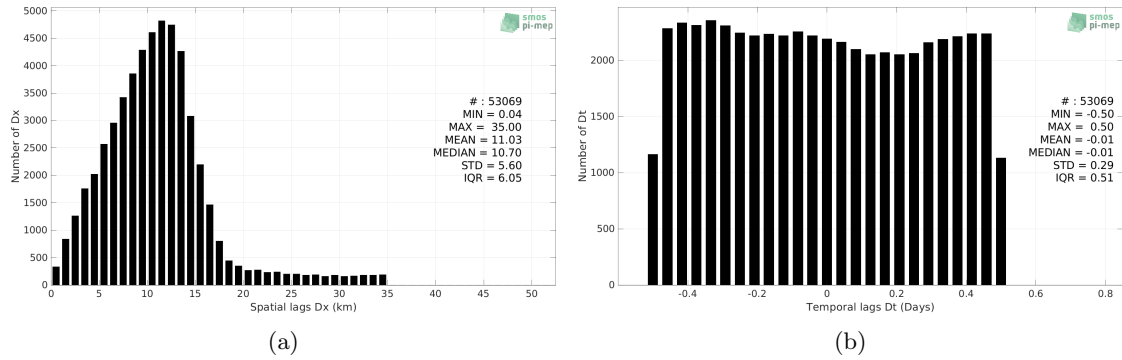 5000
4500
4000
3500
3000
2500
2000
1500
1000
500
0
Number of Dx
smos
pi-mep
# : 53069
MIN = 0.04
MAX = 35.00
MEAN = 11.03
MEDIAN = 10.70
STD = 5.60
IQR = 6.05
0 5 10 15 20 25 30 35 40 45 50
Spatial lags Dx (km)
(a)
2000
1500
1000
500
0
Number of Dt
smos
pi-mep
# : 53069
MIN = -0.50
MAX = 0.50
MEAN = -0.01
MEDIAN = -0.01
STD = 0.29
IQR = 0.51
-0.4 -0.2 0 0.2 0.4 0.6 0.8
Temporal lags Dt (Days)
(b)